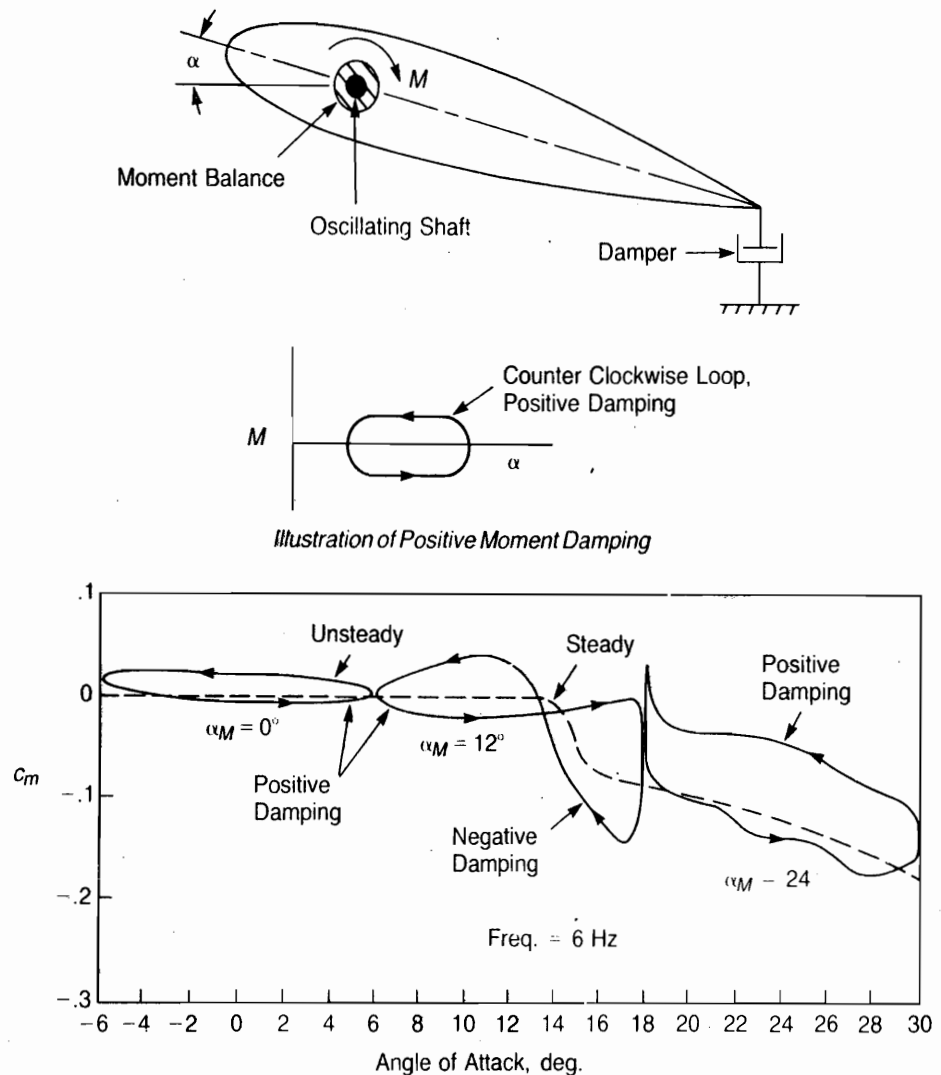 α
M
Moment Balance
Oscillating Shaft
Damper
Counter Clockwise Loop,
Positive Damping
M
α
Illustration of Positive Moment Damping
.1
0
-.1
-.2
-.3
cm
Unsteady
Steady
Positive
Damping
αM = 0°
αM = 12°
Positive
Damping
Negative
Damping
αM – 24
Freq. = 6 Hz
-6 -4 -2 0 2 4 6 8 10 12 14 16 18 20 22 24 26 28 30
Angle of Attack, deg.